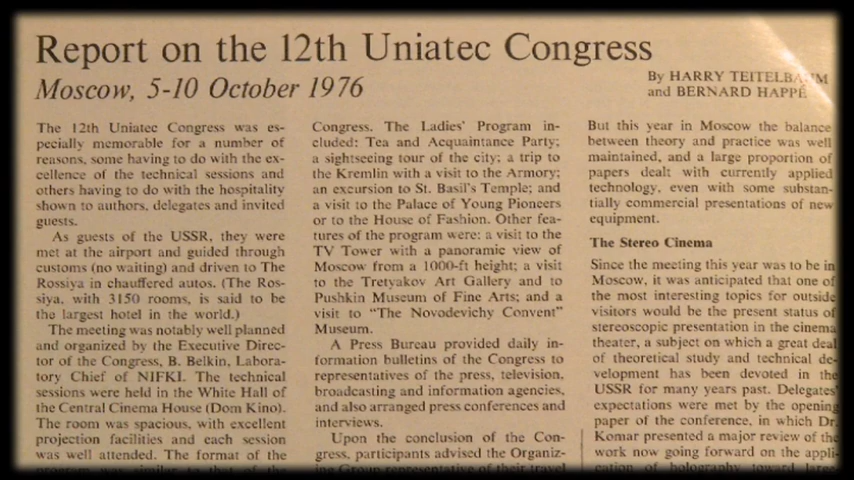 Report on the 12th Uniatec Congress
Moscow, 5-10 October 1976
By HARRY TEITELBAUM
and BERNARD HAPPÉ
The 12th Uniatec Congress was es-
pecially memorable for a number of
reasons, some having to do with the ex-
cellence of the technical sessions and
others having to do with the hospitality
shown to authors, delegates and invited
guests.
As guests of the USSR, they were
met at the airport and guided through
customs (no waiting) and driven to The
Rossiya in chauffered autos. (The Ros-
siya, with 3150 rooms, is said to be
the largest hotel in the world.)
The meeting was notably well planned
and organized by the Executive Direc-
tor of the Congress, B. Belkin, Labora-
tory Chief of NIFKI. The technical
sessions were held in the White Hall of
the Central Cinema House (Dom Kino).
The room was spacious, with excellent
projection facilities and each session
was well attended. The format of the
program was similar to that of the
Congress. The Ladies' Program in-
cluded: Tea and Acquaintance Party;
a sightseeing tour of the city; a trip to
the Kremlin with a visit to the Armory;
an excursion to St. Basil's Temple; and
a visit to the Palace of Young Pioneers
or to the House of Fashion. Other fea-
tures of the program were: a visit to the
TV Tower with a panoramic view of
Moscow from a 1000-ft height; a visit
to the Tretyakov Art Gallery and to
Pushkin Museum of Fine Arts; and a
visit to "The Novodevichy Convent"
Museum.
A Press Bureau provided daily in-
formation bulletins of the Congress to
representatives of the press, television,
broadcasting and information agencies,
and also arranged press conferences and
interviews.
Upon the conclusion of the Con-
gress, participants advised the Organiz-
ing Group representative of their travel
But this year in Moscow the balance
between theory and practice was well
maintained, and a large proportion of
papers dealt with currently applied
technology, even with some substan-
tially commercial presentations of new
equipment.
The Stereo Cinema
Since the meeting this year was to be in
Moscow, it was anticipated that one of
the most interesting topics for outside
visitors would be the present status of
stereoscopic presentation in the cinema
theater, a subject on which a great deal
of theoretical study and technical de-
velopment has been devoted in the
USSR for many years past. Delegates'
expectations were met by the opening
paper of the conference, in which Dr.
Komar presented a major review of the
work now going forward on the appli-
cation of holography toward large